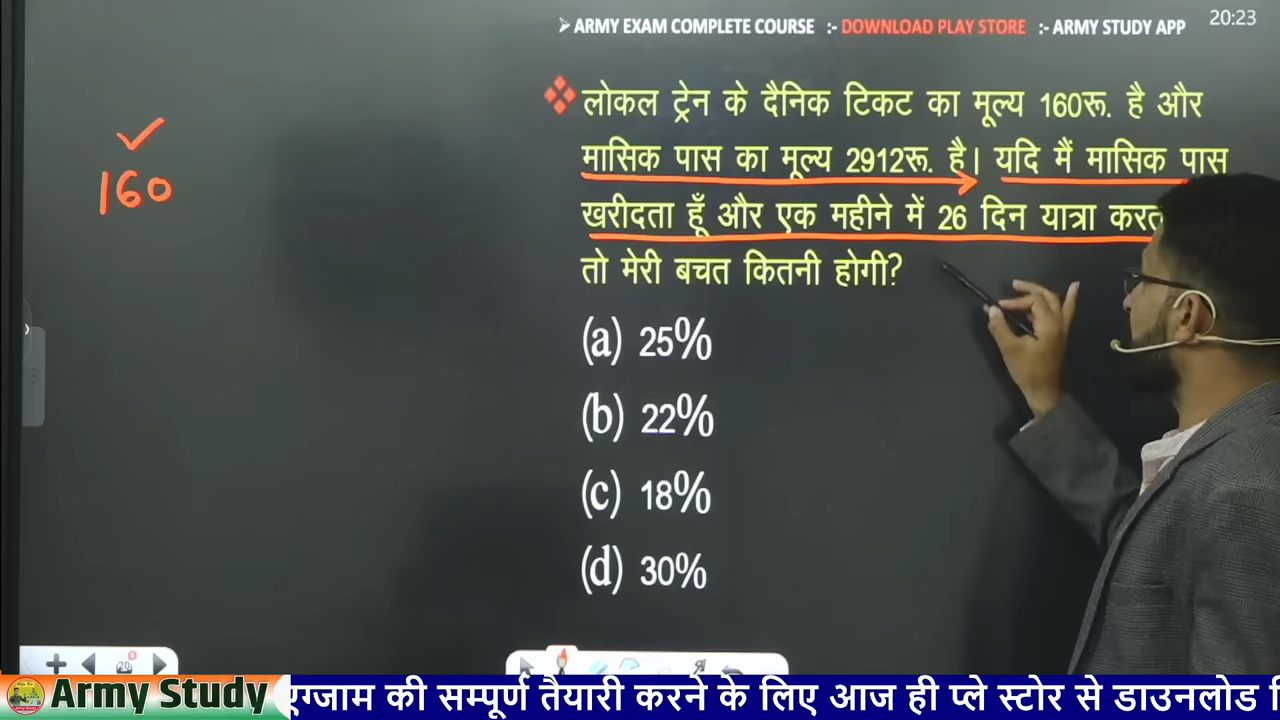 ➢ ARMY EXAM COMPLETE COURSE :- DOWNLOAD PLAY STORE :- ARMY STUDY APP
20:23
❖ लोकल ट्रेन के दैनिक टिकट का मूल्य 160रू. है और
मासिक पास का मूल्य 2912रू. है। यदि मैं मासिक पास
खरीदता हूँ और एक महीने में 26 दिन यात्रा
तो मेरी बचत कितनी होगी?
(a) 25%
(b) 22%
(c) 18%
(d) 30%
160
20
Army Study
एग्जाम की सम्पूर्ण तैयारी करने के लिए आज ही प्ले स्टोर से डाउनलोड